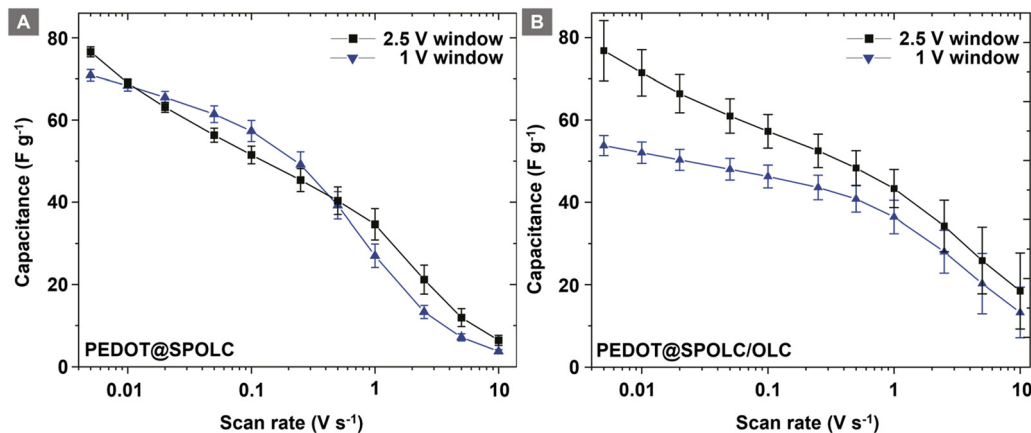 A
2.5 V window
1 V window
80
60
40
20
0
Capacitance (F g⁻¹)
PEDOT@SPOLC
0.01
0.1
1
10
Scan rate (V s⁻¹)
B
2.5 V window
1 V window
80
60
40
20
0
Capacitance (F g⁻¹)
PEDOT@SPOLC/OLC
0.01
0.1
1
10
Scan rate (V s⁻¹)